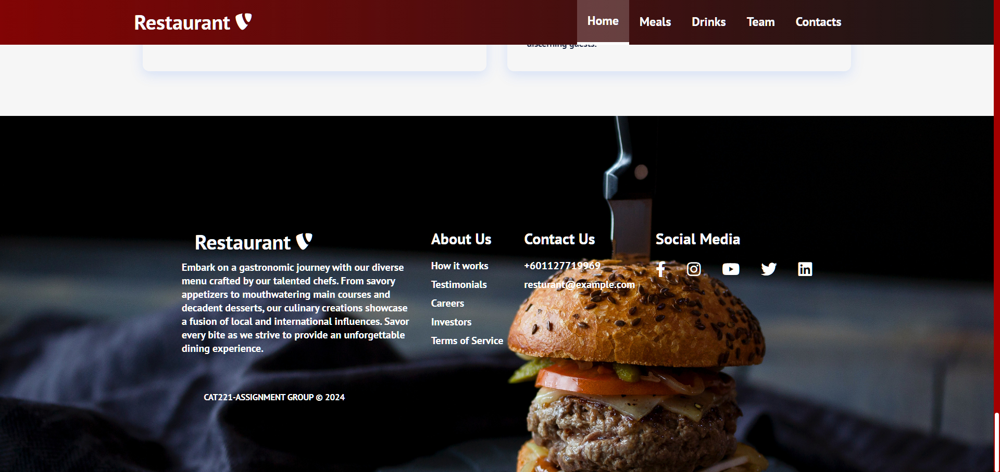 Restaurant
Home Meals Drinks Team Contacts
discerning guests.
Restaurant
Embark on a gastronomic journey with our diverse
menu crafted by our talented chefs. From savory
appetizers to mouthwatering main courses and
decadent desserts, our culinary creations showcase
a fusion of local and international influences. Savor
every bite as we strive to provide an unforgettable
dining experience.
About Us
How it works
Testimonials
Careers
Investors
Terms of Service
Contact Us
+601127719969
resturant@example.com
Social Media
CAT221-ASSIGNMENT GROUP © 2024